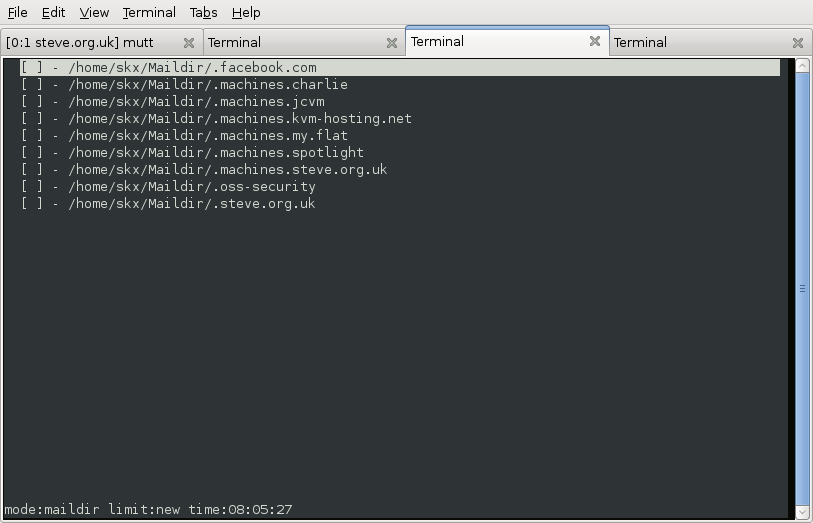 File Edit View Terminal Tabs Help
[0:1 steve.org.uk] mutt Terminal Terminal Terminal
[ ] - /home/skx/Maildir/.facebook.com
[ ] - /home/skx/Maildir/.machines.charlie
[ ] - /home/skx/Maildir/.machines.jcvm
[ ] - /home/skx/Maildir/.machines.kvm-hosting.net
[ ] - /home/skx/Maildir/.machines.my.flat
[ ] - /home/skx/Maildir/.machines.spotlight
[ ] - /home/skx/Maildir/.machines.steve.org.uk
[ ] - /home/skx/Maildir/.oss-security
[ ] - /home/skx/Maildir/.steve.org.uk
mode:maildir limit:new time:08:05:27